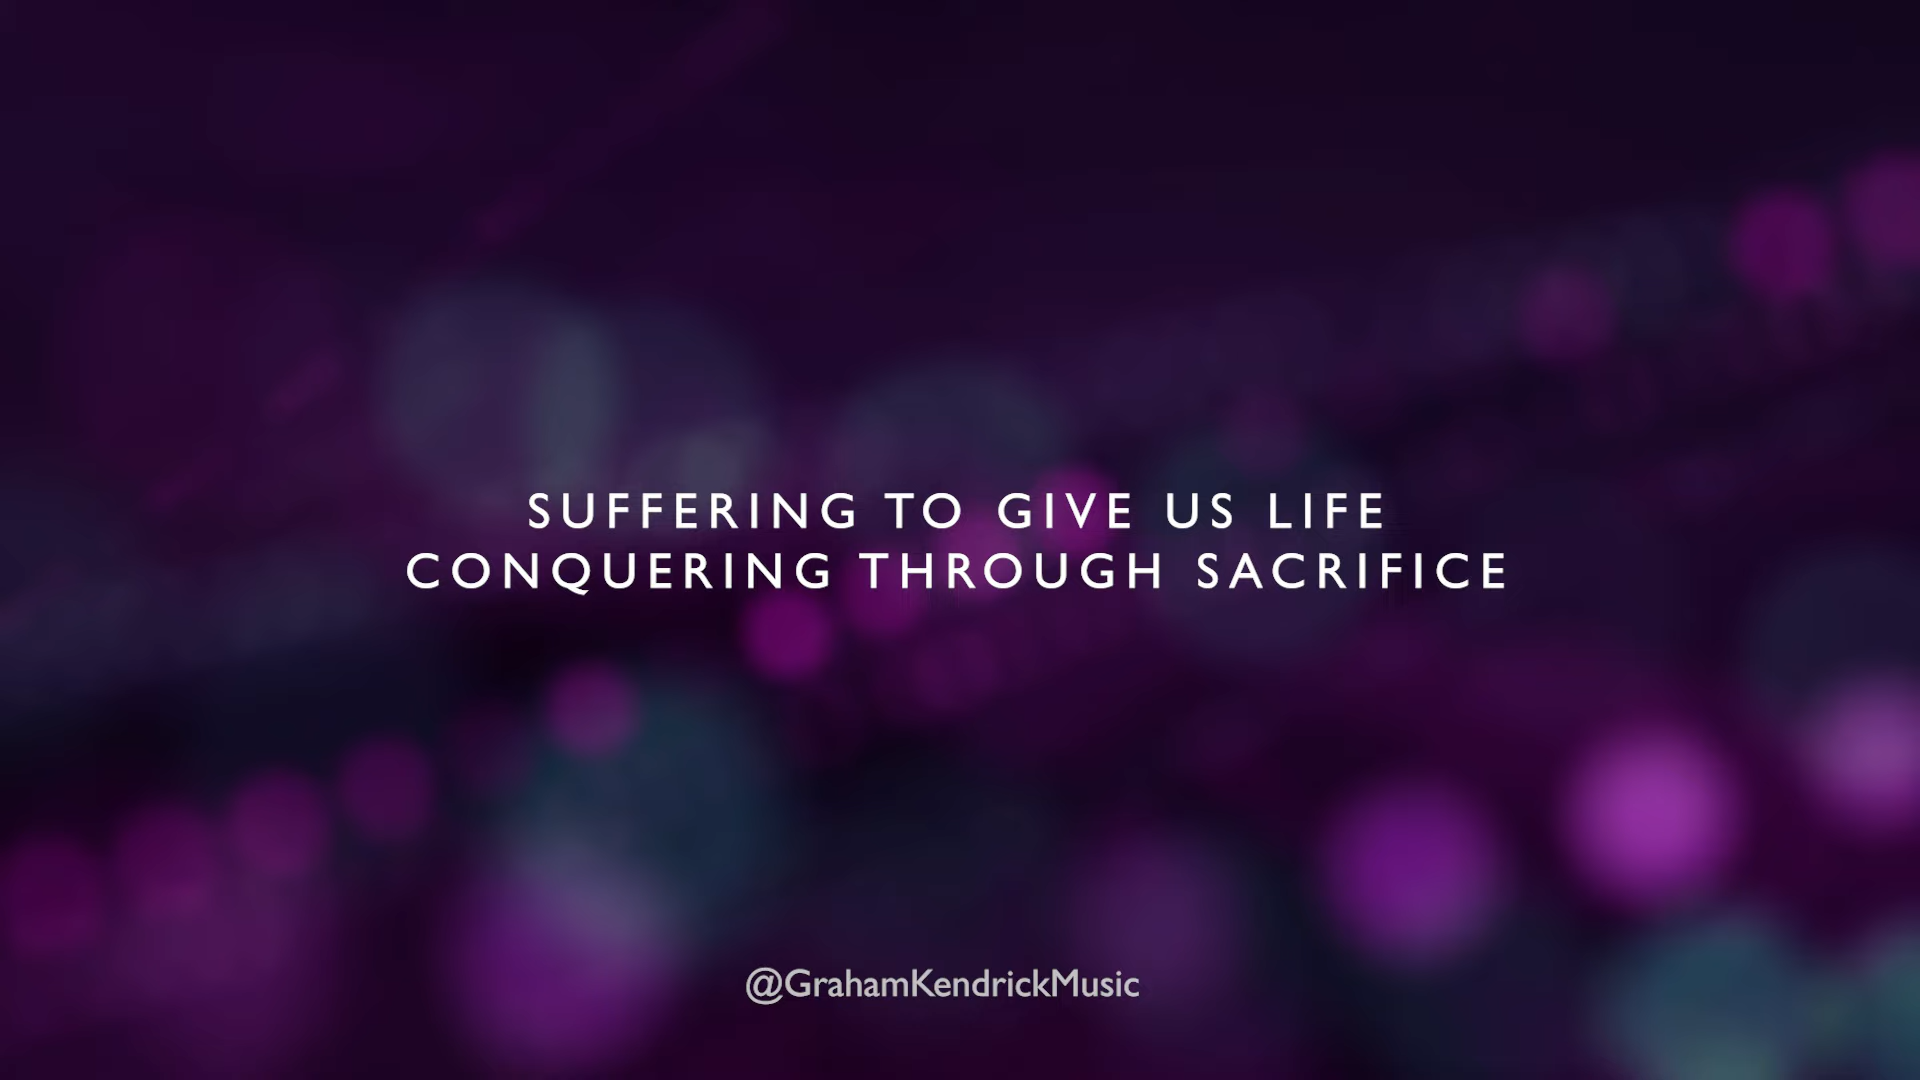 SUFFERING TO GIVE US LIFE
CONQUERING THROUGH SACRIFICE
@GrahamKendrickMusic